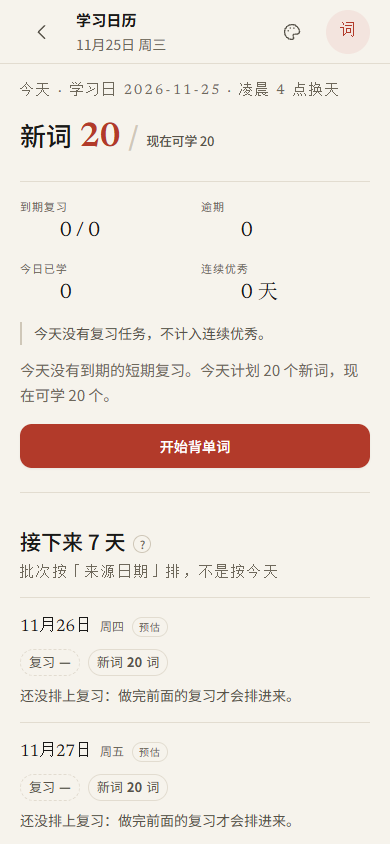 学习日历
11月25日 周三
词
今天 · 学习日 2026-11-25 · 凌晨 4 点换天
新词 20 / 现在可学 20
到期复习
逾期
0 / 0
0
今日已学
连续优秀
0
0 天
今天没有复习任务，不计入连续优秀。
今天没有到期的短期复习。今天计划 20 个新词，现
在可学 20 个。
开始背单词
接下来 7 天 ?
批次按「来源日期」排，不是按今天
11月26日 周四 预估
复习 — 新词 20 词
还没排上复习：做完前面的复习才会排进来。
11月27日 周五 预估
复习 — 新词 20 词
还没排上复习：做完前面的复习才会排进来。